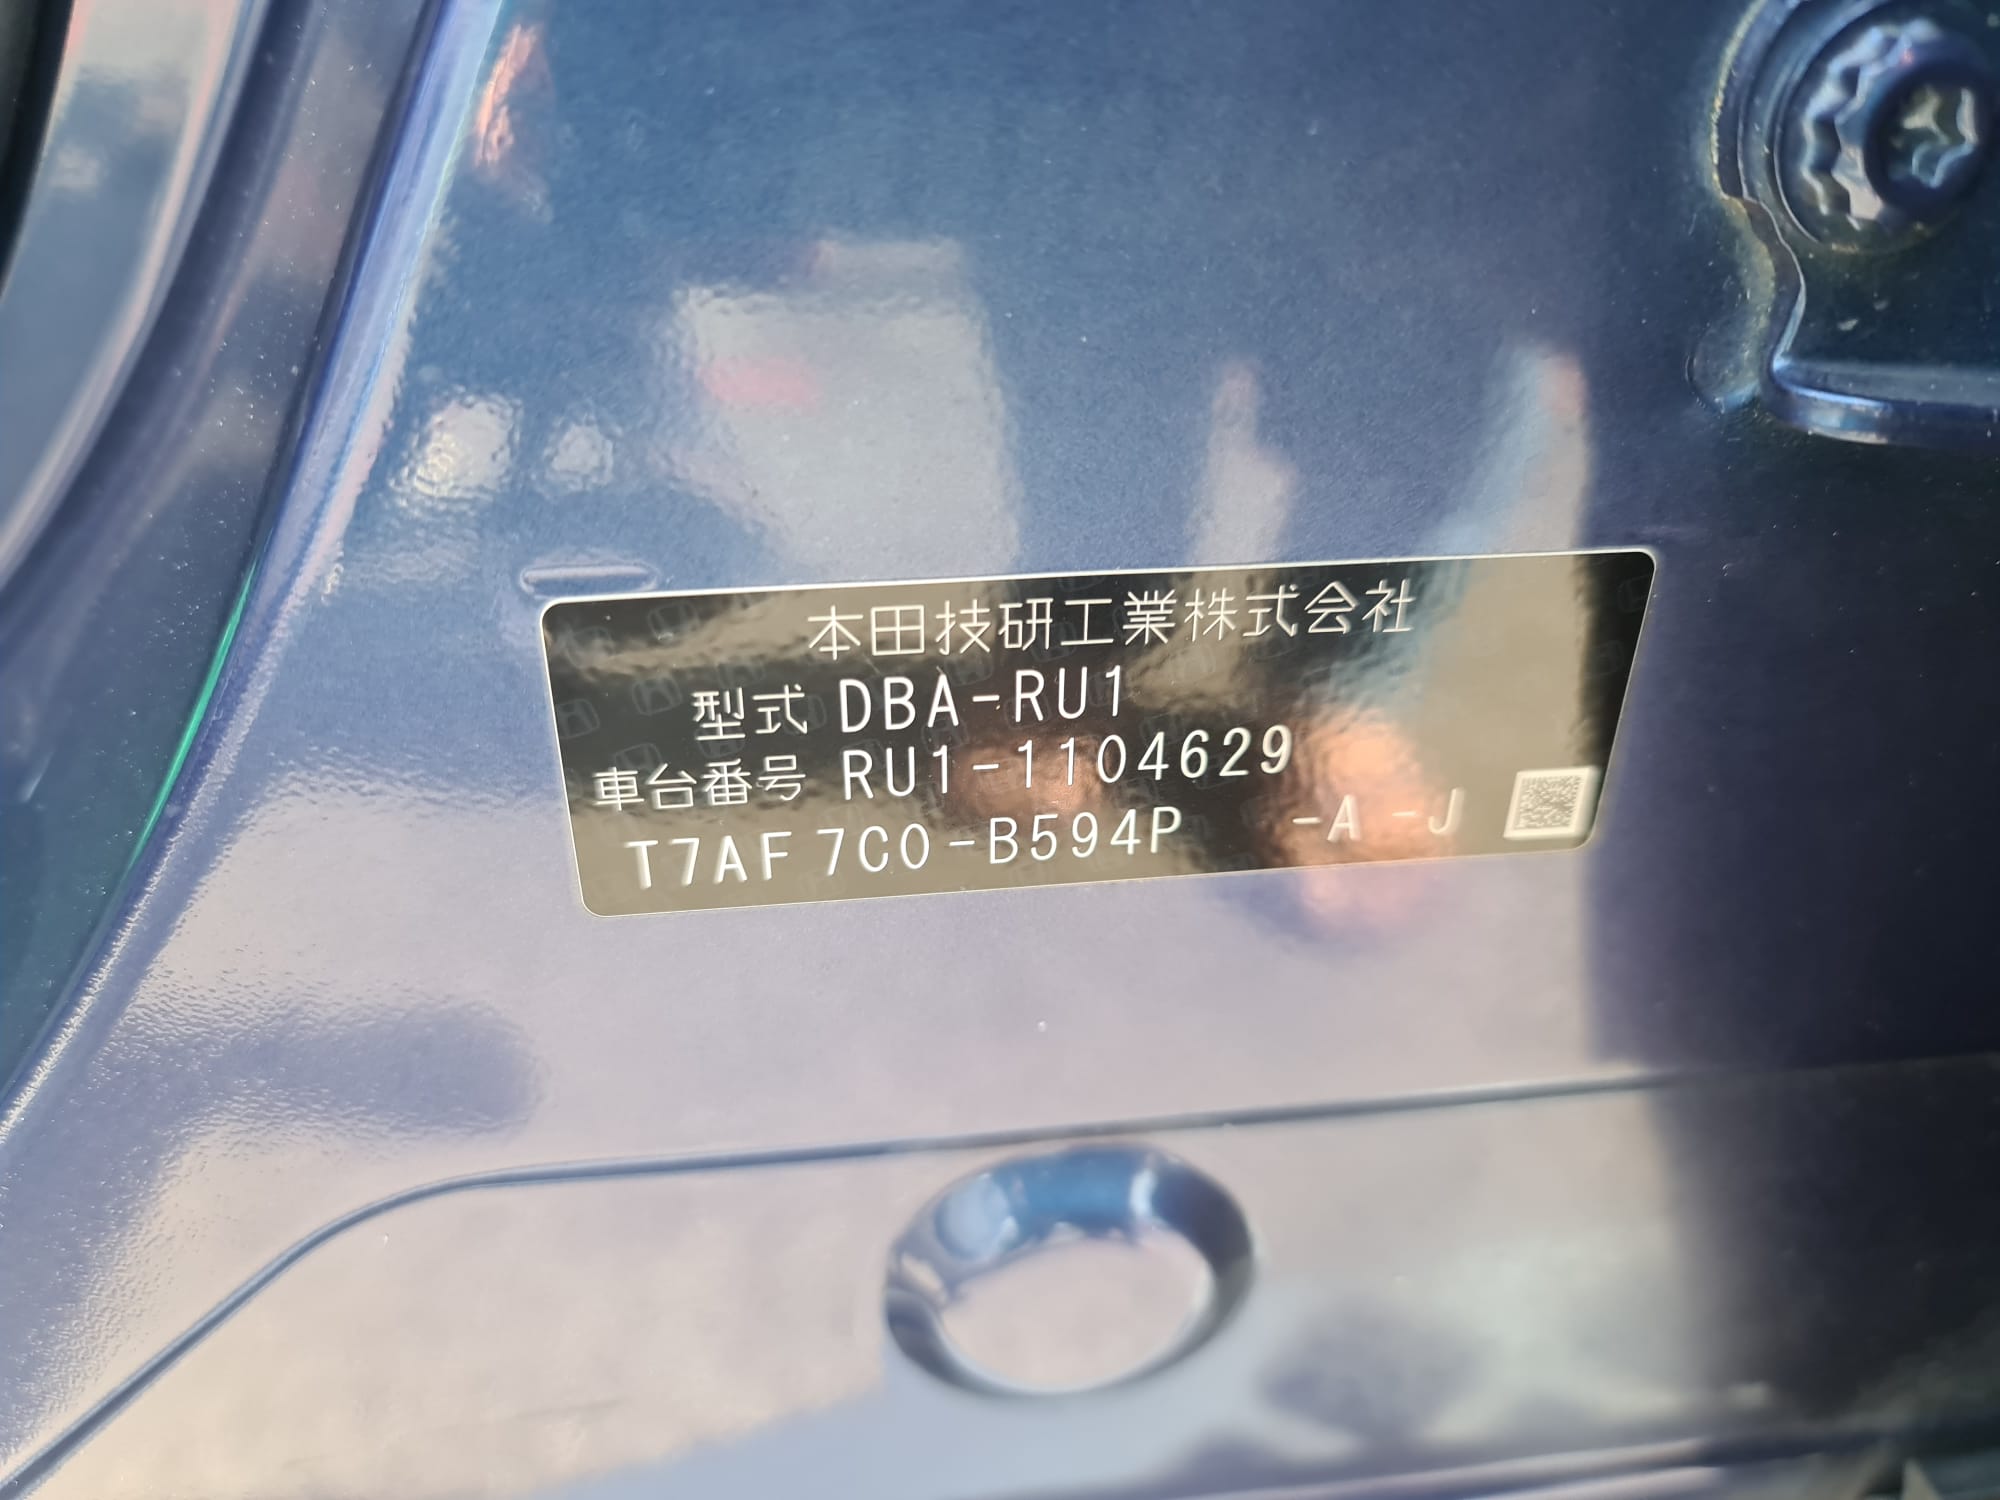 本田技研工業株式会社
型式 DBA-RU1
車台番号 RU1-1104629
T7AF 7C0-B594P -A -J